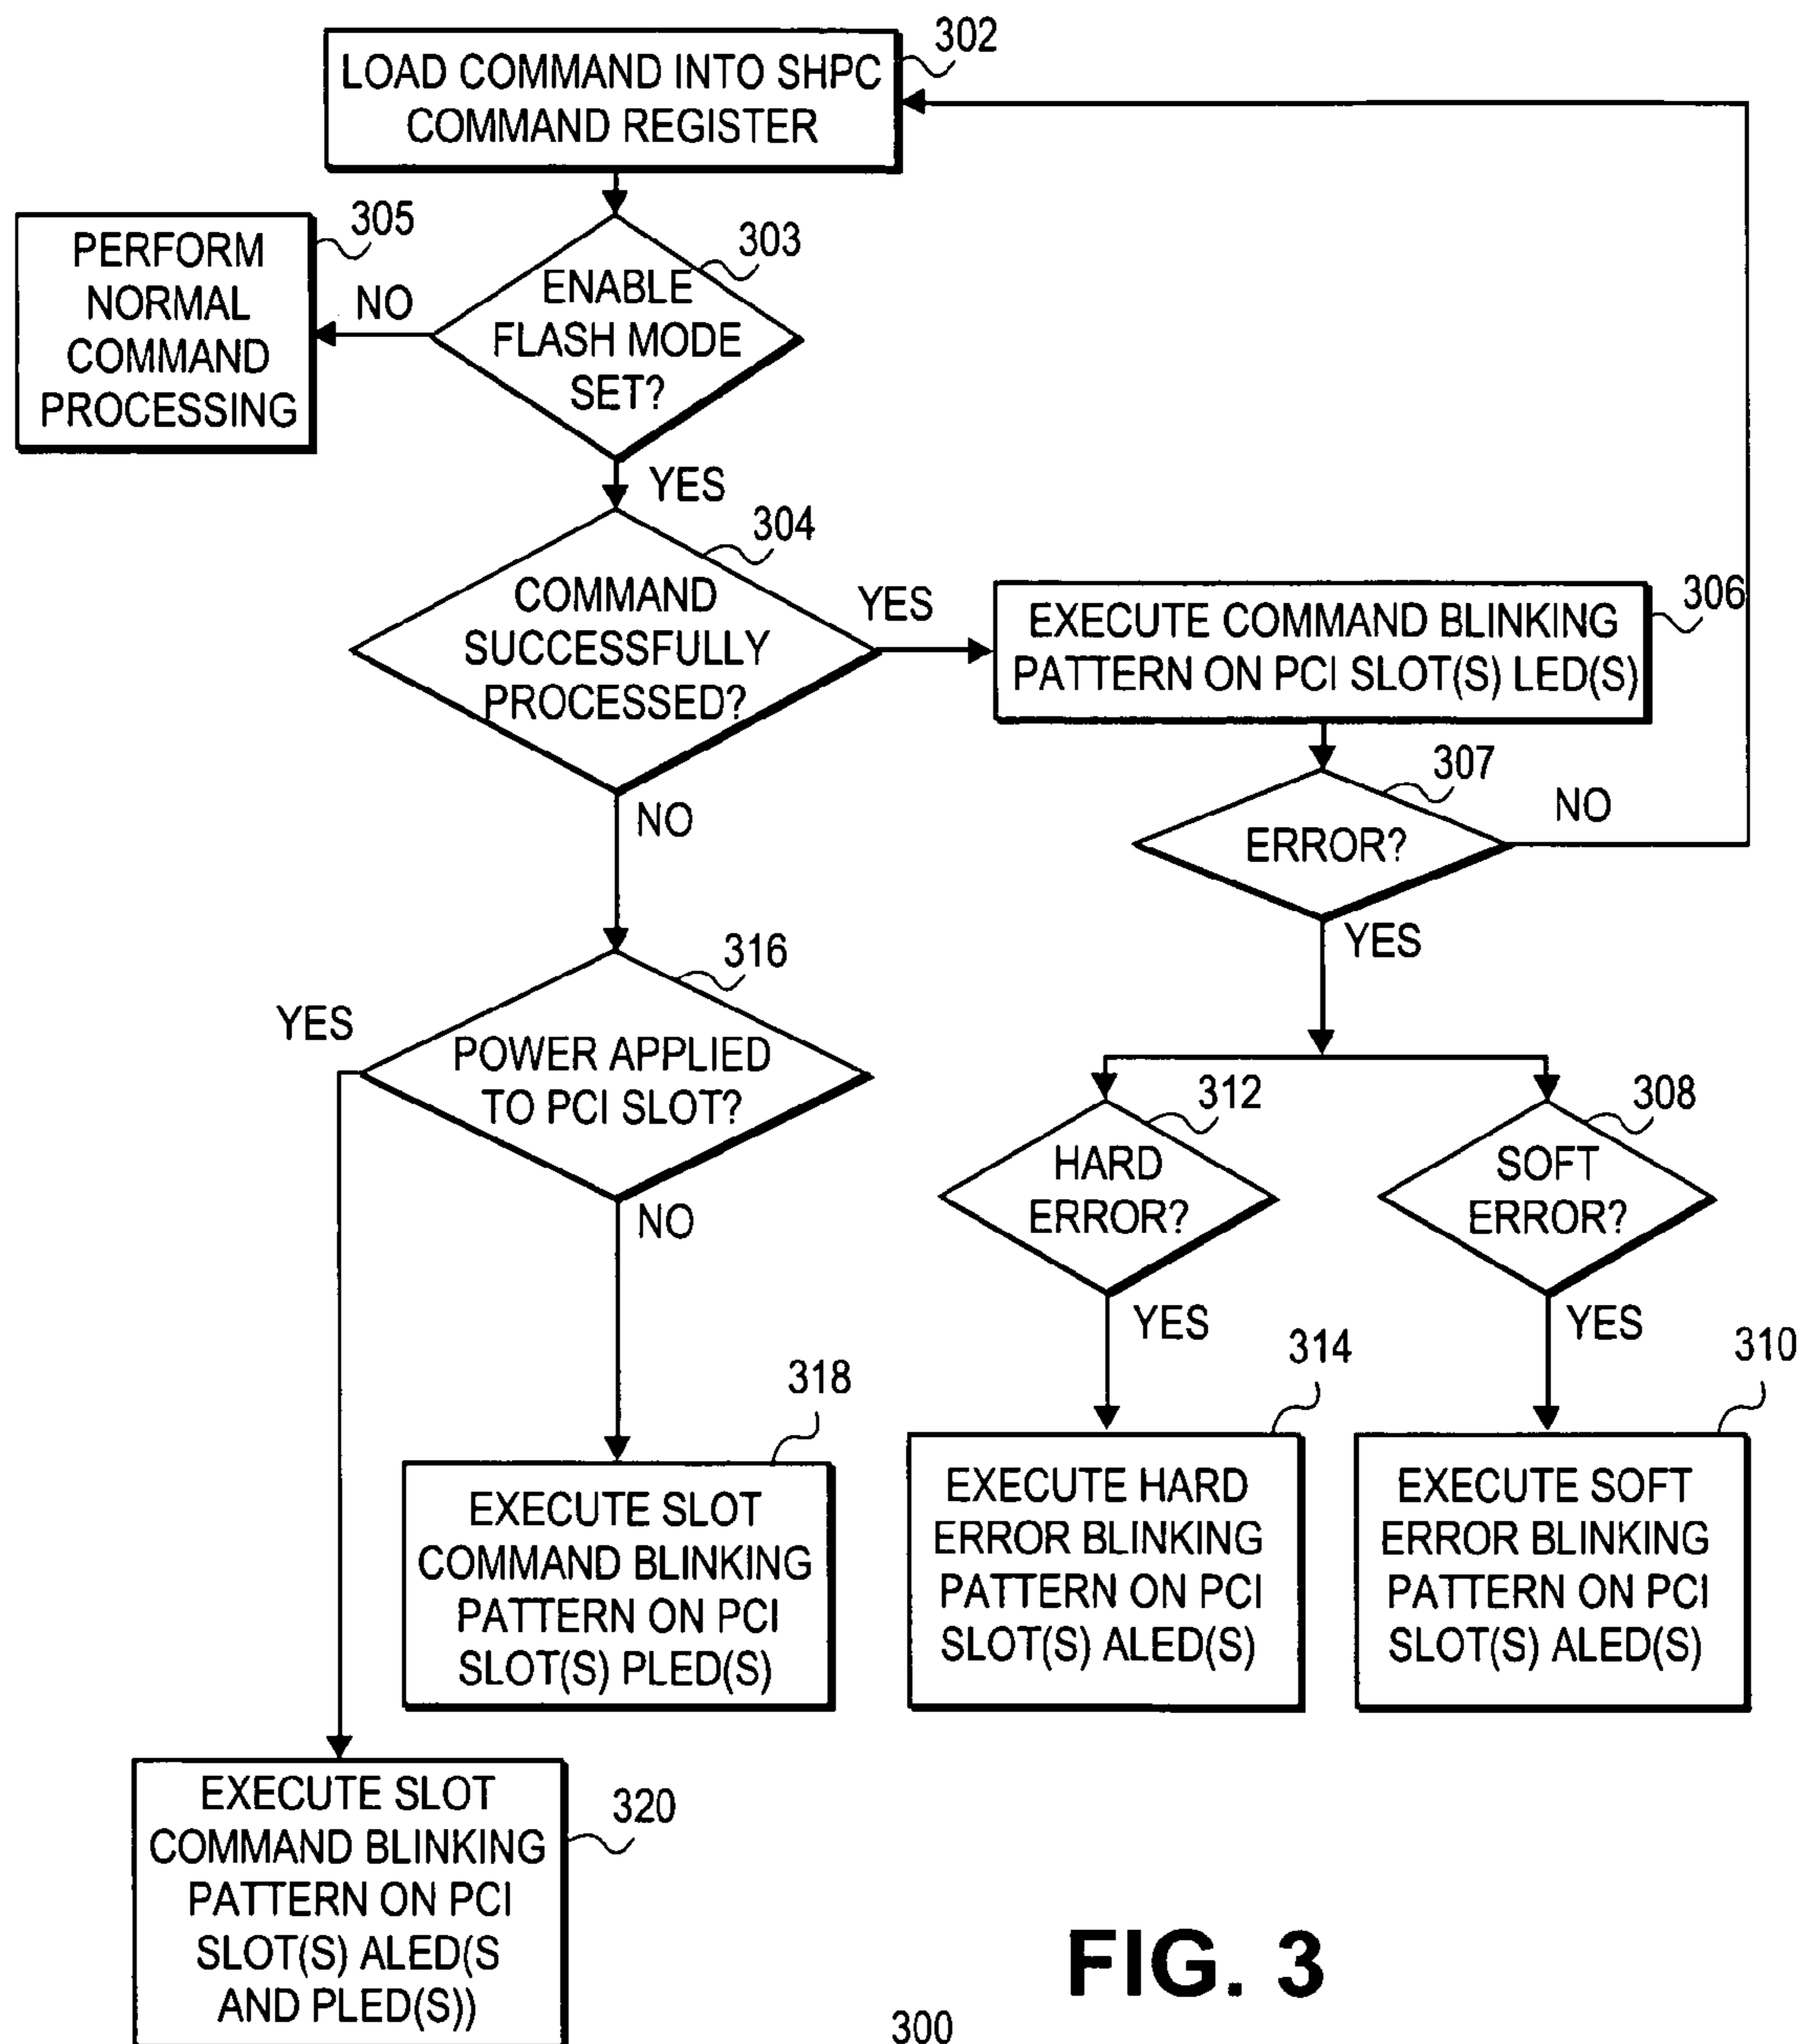 302
LOAD COMMAND INTO SHPC
COMMAND REGISTER
305
PERFORM
NORMAL
COMMAND
PROCESSING
NO
303
ENABLE
FLASH MODE
SET?
YES
304
COMMAND
SUCCESSFULLY
PROCESSED?
YES
306
EXECUTE COMMAND BLINKING
PATTERN ON PCI SLOT(S) LED(S)
307
ERROR?
NO
YES
NO
316
POWER APPLIED
TO PCI SLOT?
YES
NO
312
HARD
ERROR?
YES
308
SOFT
ERROR?
YES
318
EXECUTE SLOT
COMMAND BLINKING
PATTERN ON PCI
SLOT(S) PLED(S)
314
EXECUTE HARD
ERROR BLINKING
PATTERN ON PCI
SLOT(S) ALED(S)
310
EXECUTE SOFT
ERROR BLINKING
PATTERN ON PCI
SLOT(S) ALED(S)
320
EXECUTE SLOT
COMMAND BLINKING
PATTERN ON PCI
SLOT(S) ALED(S
AND PLED(S))
FIG. 3
300